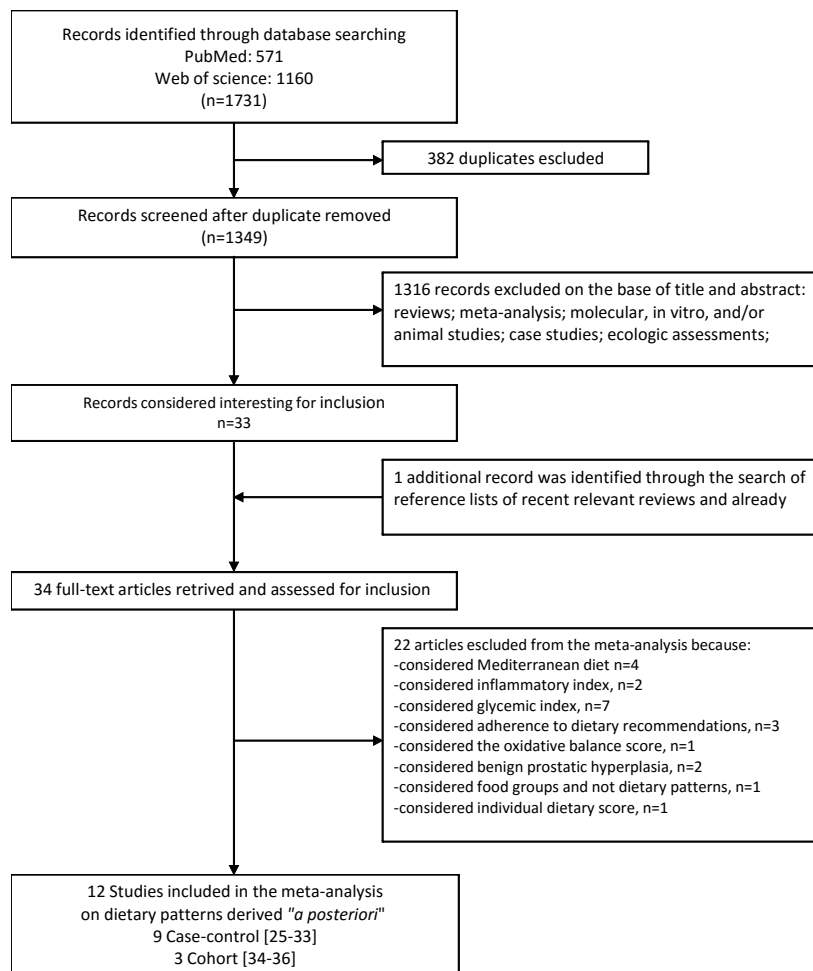 Records identified through database searching
PubMed: 571
Web of science: 1160
(n=1731)
382 duplicates escluded
Records screened after duplicate removed
(n=1349)
1316 records excluded on the base of title and abstract:
reviews; meta-analysis; molecular, in vitro, and/or
animal studies; case studies; ecologic assessments;
Records considered interesting for inclusion
n=33
1 additional record was identified through the search of
reference lists of recent relevant reviews and already
34 full-text articles retrived and assessed for inclusion
22 articles escluded from the meta-analysis because:
-considered Mediterranean diet n=4
-considered inflammatory index, n=2
-considered glycemic index, n=7
-considered adherence to dietary recommendations, n=3
-considered the oxidative balance score, n=1
-considered benign prostatic hyperplasia, n=2
-considered food groups and not dietary patterns, n=1
-considered individual dietary score, n=1
12 Studies included in the meta-analysis
on dietary patterns derived "a posteriori"
9 Case-control [25-33]
3 Cohort [34-36]